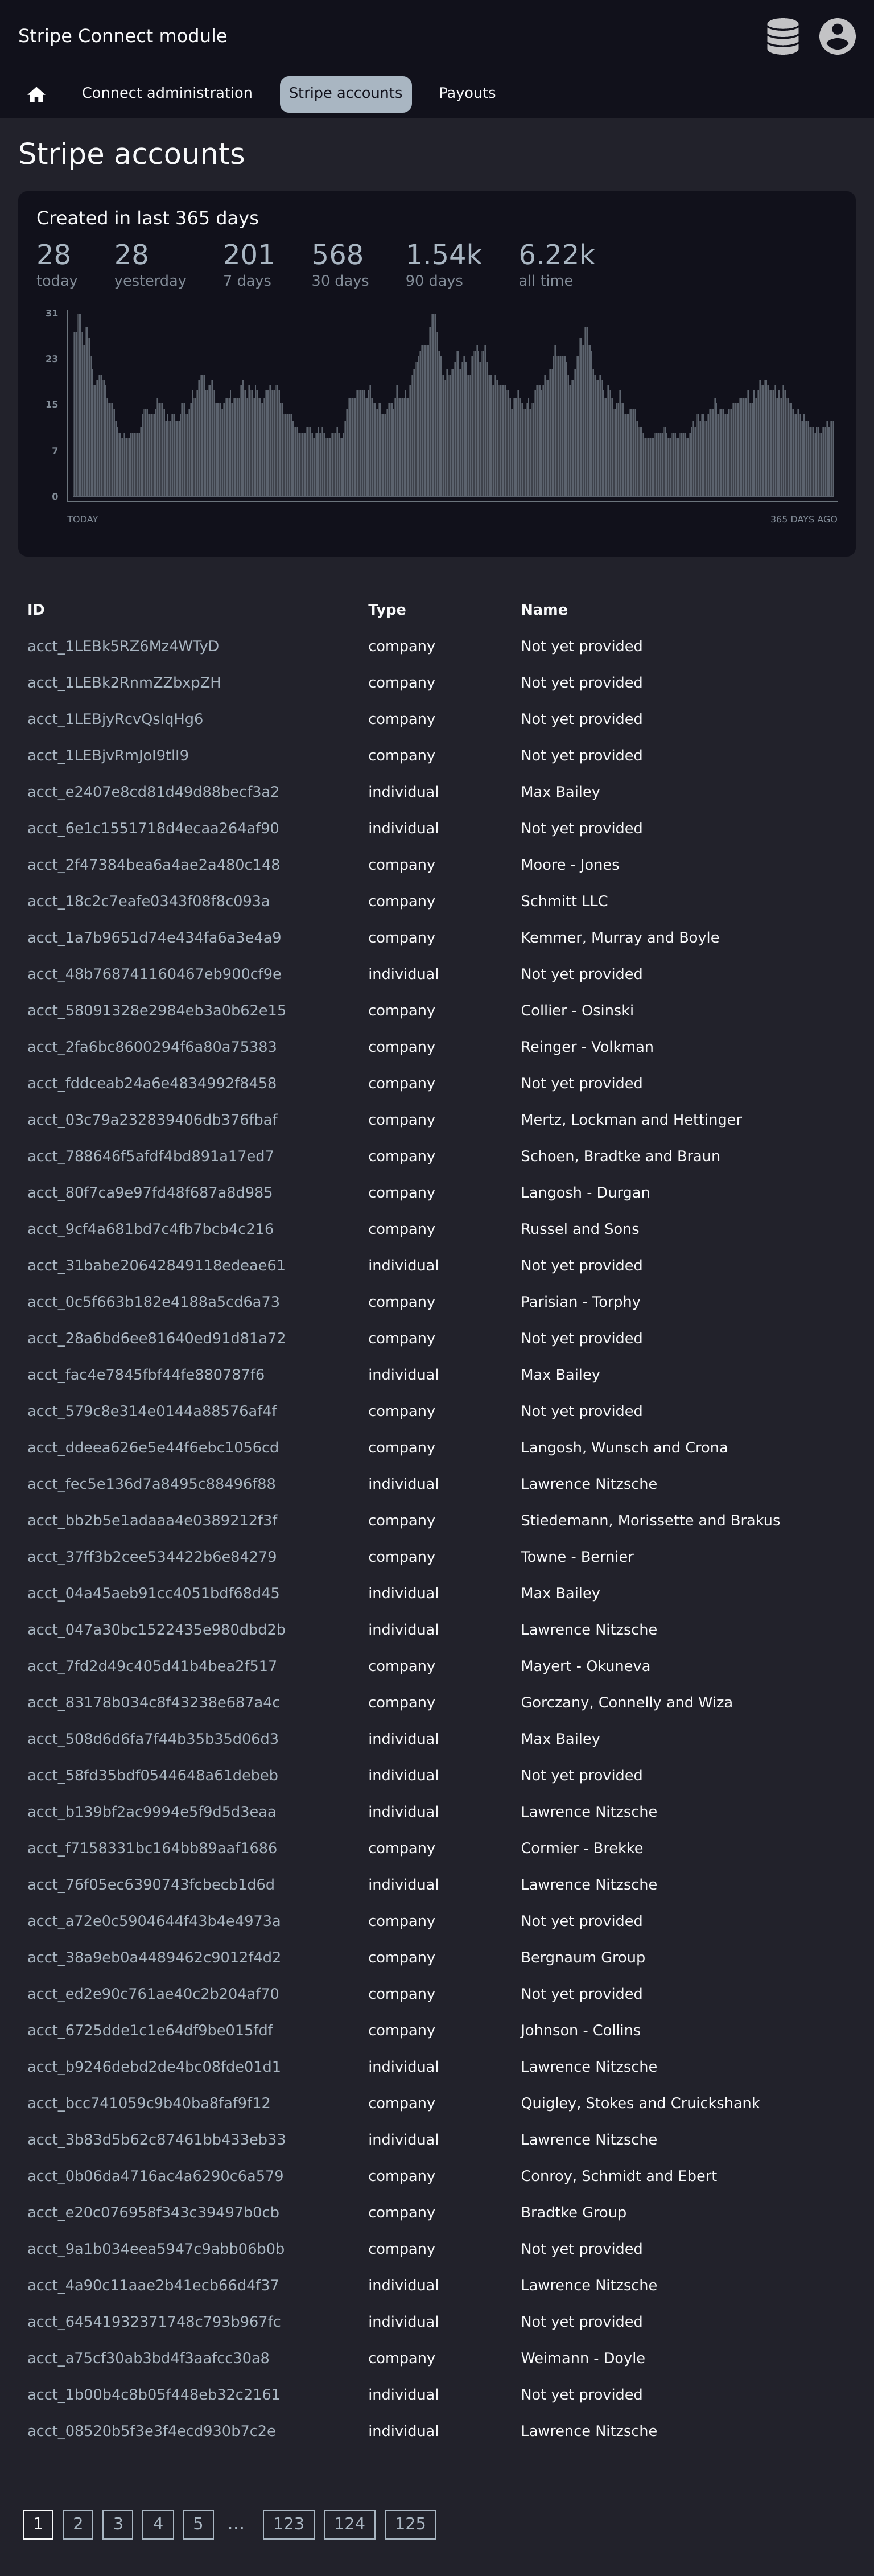 Stripe Connect module
Connect administration Stripe accounts Payouts
Stripe accounts
Created in last 365 days
28 28 201 568 1.54k 6.22k
today yesterday 7 days 30 days 90 days all time
31
23
15
7
0
TODAY 365 DAYS AGO
ID Type Name
acct_1LEBk5RZ6Mz4WTyD company Not yet provided
acct_1LEBk2RnmZZbxpZH company Not yet provided
acct_1LEBjyRcvQsIqHg6 company Not yet provided
acct_1LEBjvRmJoI9tlI9 company Not yet provided
acct_e2407e8cd81d49d88becf3a2 individual Max Bailey
acct_6e1c1551718d4ecaa264af90 individual Not yet provided
acct_2f47384bea6a4ae2a480c148 company Moore - Jones
acct_18c2c7eafe0343f08f8c093a company Schmitt LLC
acct_1a7b9651d74e434fa6a3e4a9 company Kemmer, Murray and Boyle
acct_48b768741160467eb900cf9e individual Not yet provided
acct_58091328e2984eb3a0b62e15 company Collier - Osinski
acct_2fa6bc8600294f6a80a75383 company Reinger - Volkman
acct_fddceab24a6e4834992f8458 company Not yet provided
acct_03c79a232839406db376fbaf company Mertz, Lockman and Hettinger
acct_788646f5afdf4bd891a17ed7 company Schoen, Bradtke and Braun
acct_80f7ca9e97fd48f687a8d985 company Langosh - Durgan
acct_9cf4a681bd7c4fb7bcb4c216 company Russel and Sons
acct_31babe20642849118edeae61 individual Not yet provided
acct_0c5f663b182e4188a5cd6a73 company Parisian - Torphy
acct_28a6bd6ee81640ed91d81a72 company Not yet provided
acct_fac4e7845fbf44fe880787f6 individual Max Bailey
acct_579c8e314e0144a88576af4f company Not yet provided
acct_ddeea626e5e44f6ebc1056cd company Langosh, Wunsch and Crona
acct_fec5e136d7a8495c88496f88 individual Lawrence Nitzsche
acct_bb2b5e1adaaa4e0389212f3f company Stiedemann, Morissette and Brakus
acct_37ff3b2cee534422b6e84279 company Towne - Bernier
acct_04a45aeb91cc4051bdf68d45 individual Max Bailey
acct_047a30bc1522435e980dbd2b individual Lawrence Nitzsche
acct_7fd2d49c405d41b4bea2f517 company Mayert - Okuneva
acct_83178b034c8f43238e687a4c company Gorczany, Connelly and Wiza
acct_508d6d6fa7f44b35b35d06d3 individual Max Bailey
acct_58fd35bdf0544648a61debeb individual Not yet provided
acct_b139bf2ac9994e5f9d5d3eaa individual Lawrence Nitzsche
acct_f7158331bc164bb89aaf1686 company Cormier - Brekke
acct_76f05ec6390743fcbecb1d6d individual Lawrence Nitzsche
acct_a72e0c5904644f43b4e4973a company Not yet provided
acct_38a9eb0a4489462c9012f4d2 company Bergnaum Group
acct_ed2e90c761ae40c2b204af70 company Not yet provided
acct_6725dde1c1e64df9be015fdf company Johnson - Collins
acct_b9246debd2de4bc08fde01d1 individual Lawrence Nitzsche
acct_bcc741059c9b40ba8faf9f12 company Quigley, Stokes and Cruickshank
acct_3b83d5b62c87461bb433eb33 individual Lawrence Nitzsche
acct_0b06da4716ac4a6290c6a579 company Conroy, Schmidt and Ebert
acct_e20c076958f343c39497b0cb company Bradtke Group
acct_9a1b034eea5947c9abb06b0b company Not yet provided
acct_4a90c11aae2b41ecb66d4f37 individual Lawrence Nitzsche
acct_64541932371748c793b967fc individual Not yet provided
acct_a75cf30ab3bd4f3aafcc30a8 company Weimann - Doyle
acct_1b00b4c8b05f448eb32c2161 individual Not yet provided
acct_08520b5f3e3f4ecd930b7c2e individual Lawrence Nitzsche
1 2 3 4 5 … 123 124 125